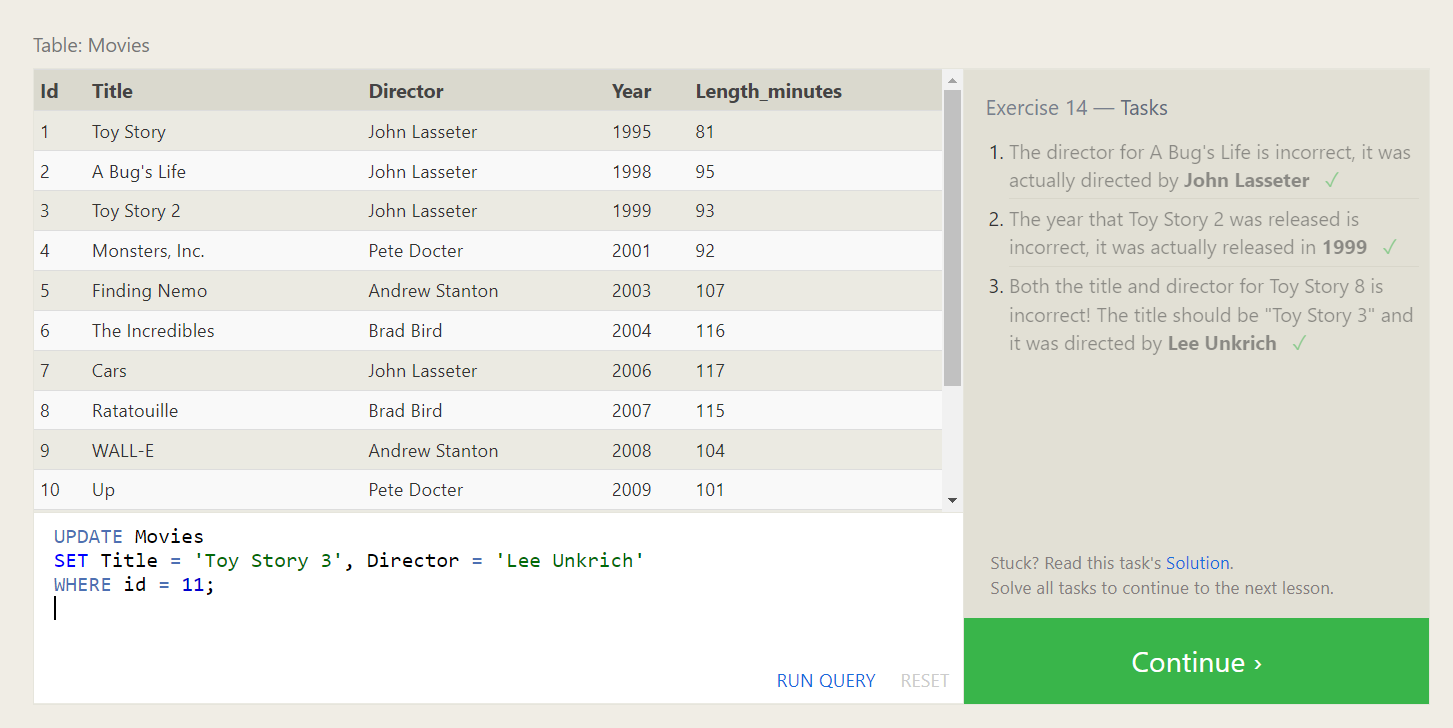 Table: Movies
Id Title Director Year Length_minutes
1 Toy Story John Lasseter 1995 81
2 A Bug's Life John Lasseter 1998 95
3 Toy Story 2 John Lasseter 1999 93
4 Monsters, Inc. Pete Docter 2001 92
5 Finding Nemo Andrew Stanton 2003 107
6 The Incredibles Brad Bird 2004 116
7 Cars John Lasseter 2006 117
8 Ratatouille Brad Bird 2007 115
9 WALL-E Andrew Stanton 2008 104
10 Up Pete Docter 2009 101
UPDATE Movies
SET Title = 'Toy Story 3', Director = 'Lee Unkrich'
WHERE id = 11;
RUN QUERY RESET
Exercise 14 — Tasks
1. The director for A Bug's Life is incorrect, it was
actually directed by John Lasseter ✓
2. The year that Toy Story 2 was released is
incorrect, it was actually released in 1999 ✓
3. Both the title and director for Toy Story 8 is
incorrect! The title should be "Toy Story 3" and
it was directed by Lee Unkrich ✓
Stuck? Read this task's Solution.
Solve all tasks to continue to the next lesson.
Continue ›